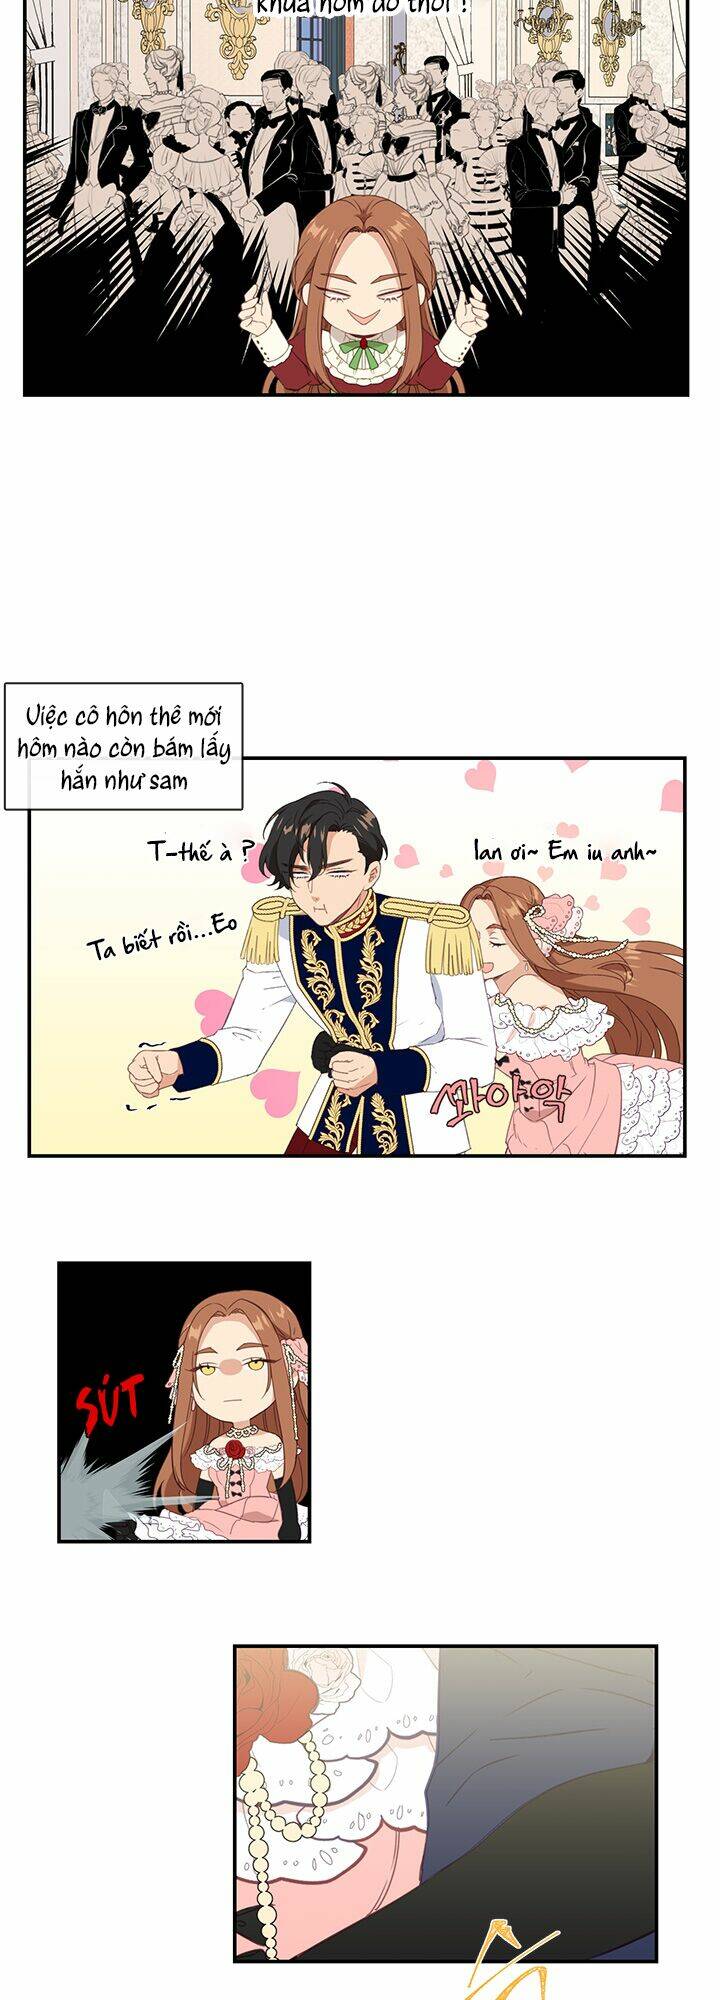 khứa hôm đó thôi !
Việc cô hôn thê mới
hôm nào còn bám lấy
hắn như sam
T-thế à ?
Ian ơi~ Em iu anh~
Ta biết rồi...Eo
꽈아악
SÚT